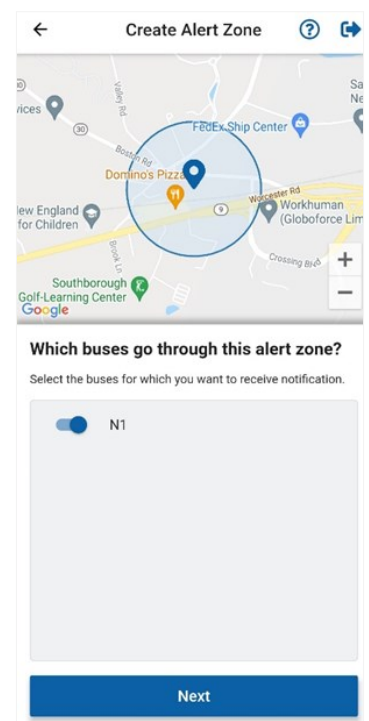 Create Alert Zone
Valley Rd
Sa
Ne
vices
30
FedEx Ship Center
Boston Rd
Domino's Pizza
Worcester Rd
9
Workhuman
(Globoforce Lim
New England
for Children
Brook Ln
Crossing Blvd
Southborough
Golf-Learning Center
Google
+
−
Which buses go through this alert zone?
Select the buses for which you want to receive notification.
N1
Next